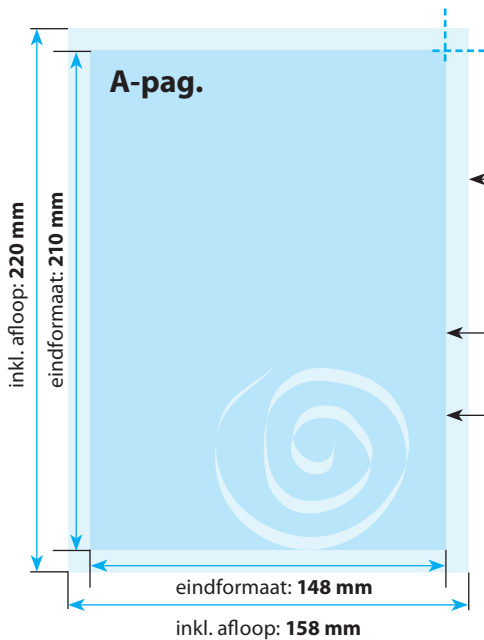 A-pag.
inkl. afloop: 220 mm
eindformaat: 210 mm
eindformaat: 148 mm
inkl. afloop: 158 mm